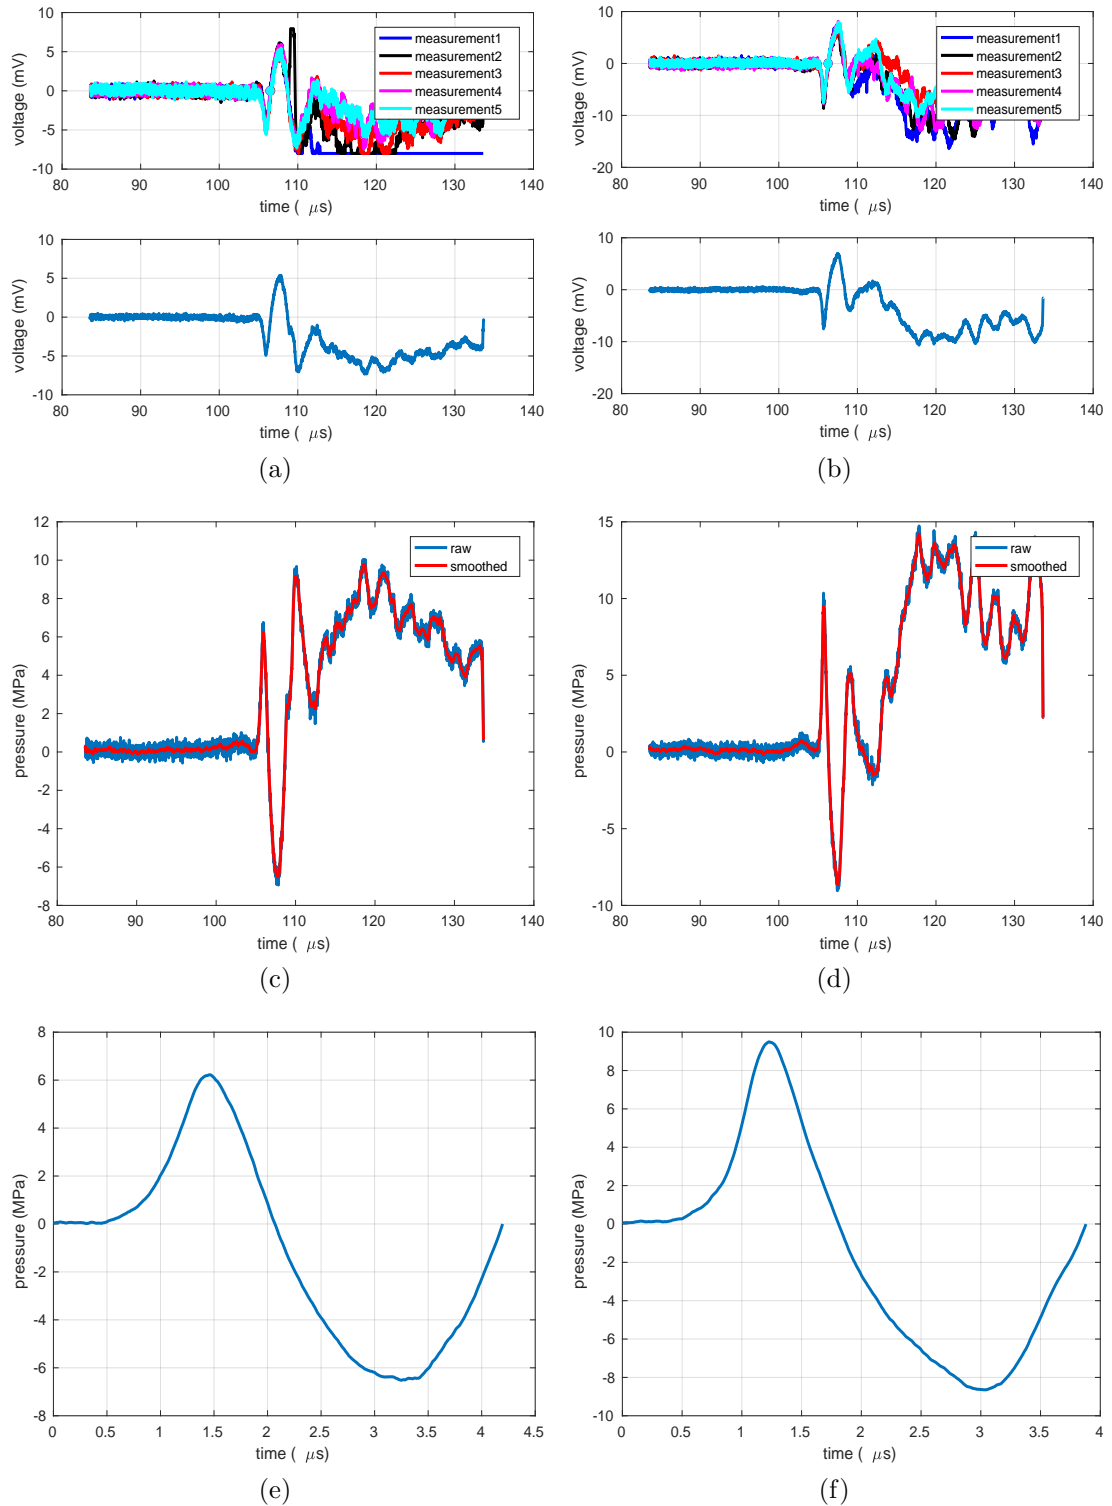 10
5
0
-5
-10
voltage (mV)
measurement1
measurement2
measurement3
measurement4
measurement5
80 90 100 110 120 130 140
time ( μs)
10
5
0
-5
-10
voltage (mV)
80 90 100 110 120 130 140
time ( μs)
(a)
10
0
-10
-20
voltage (mV)
measurement1
measurement2
measurement3
measurement4
measurement5
80 90 100 110 120 130 140
time ( μs)
10
0
-10
-20
voltage (mV)
80 90 100 110 120 130 140
time ( μs)
(b)
12
10
8
6
4
2
0
-2
-4
-6
-8
pressure (MPa)
raw
smoothed
80 90 100 110 120 130 140
time ( μs)
(c)
15
10
5
0
-5
-10
pressure (MPa)
raw
smoothed
80 90 100 110 120 130 140
time ( μs)
(d)
8
6
4
2
0
-2
-4
-6
-8
pressure (MPa)
0 0.5 1 1.5 2 2.5 3 3.5 4 4.5
time ( μs)
(e)
10
8
6
4
2
0
-2
-4
-6
-8
-10
pressure (MPa)
0 0.5 1 1.5 2 2.5 3 3.5 4
time ( μs)
(f)